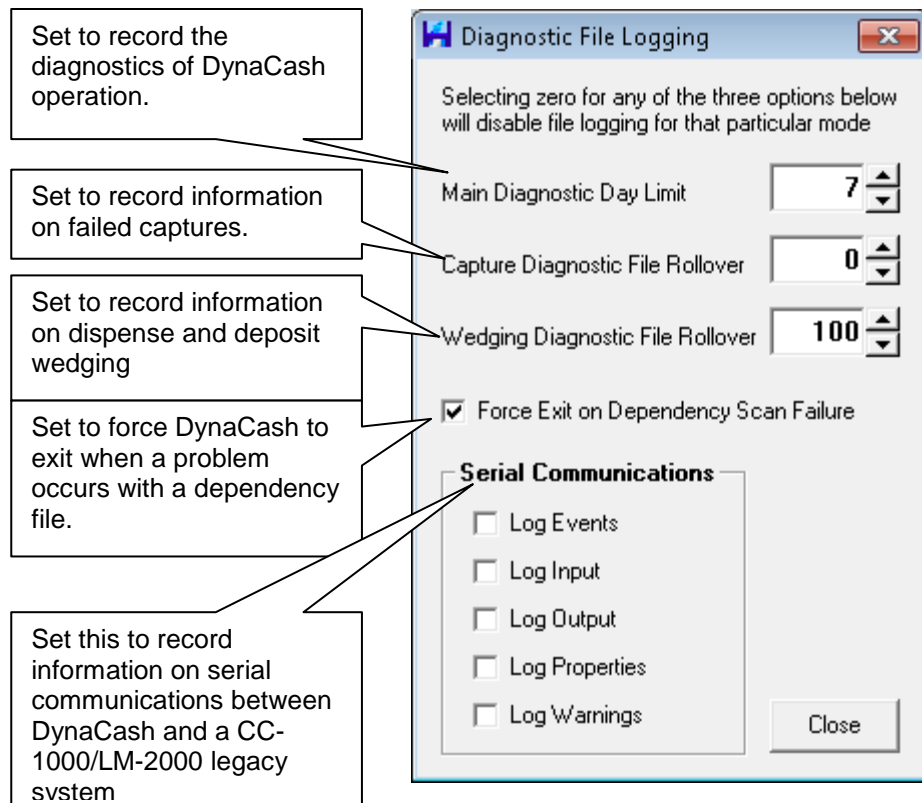 Set to record the
diagnostics of DynaCash
operation.
Set to record information
on failed captures.
Set to record information
on dispense and deposit
wedging
Set to force DynaCash to
exit when a problem
occurs with a dependency
file.
Set this to record
information on serial
communications between
DynaCash and a CC-
1000/LM-2000 legacy
system
Diagnostic File Logging
Selecting zero for any of the three options below
will disable file logging for that particular mode
Main Diagnostic Day Limit 7
Capture Diagnostic File Rollover 0
Wedging Diagnostic File Rollover 100
Force Exit on Dependency Scan Failure
Serial Communications
Log Events
Log Input
Log Output
Log Properties
Log Warnings
Close